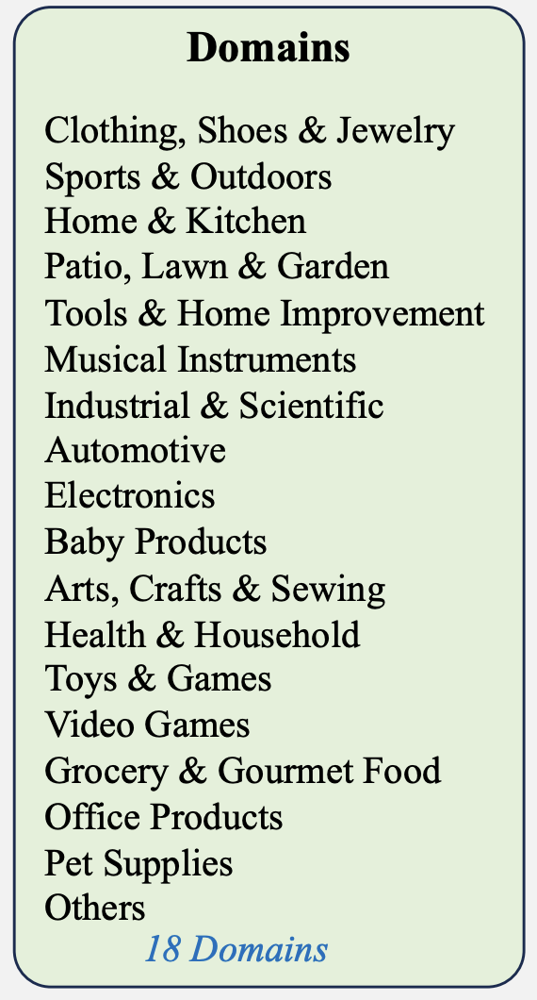 Domains
Clothing, Shoes & Jewelry
Sports & Outdoors
Home & Kitchen
Patio, Lawn & Garden
Tools & Home Improvement
Musical Instruments
Industrial & Scientific
Automotive
Electronics
Baby Products
Arts, Crafts & Sewing
Health & Household
Toys & Games
Video Games
Grocery & Gourmet Food
Office Products
Pet Supplies
Others
18 Domains